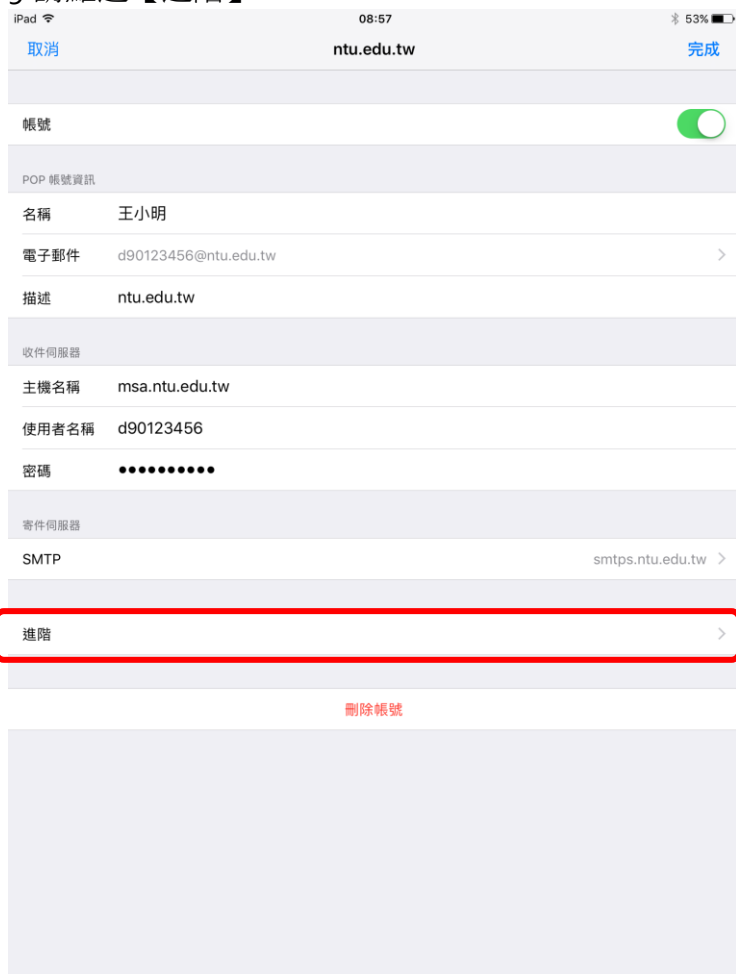 iPad 08:57 53%
取消 ntu.edu.tw 完成
帳號
POP 帳號資訊
名稱 王小明
電子郵件 d90123456@ntu.edu.tw
描述 ntu.edu.tw
收件伺服器
主機名稱 msa.ntu.edu.tw
使用者名稱 d90123456
密碼 ●●●●●●●●●●
寄件伺服器
SMTP smtps.ntu.edu.tw
進階
刪除帳號